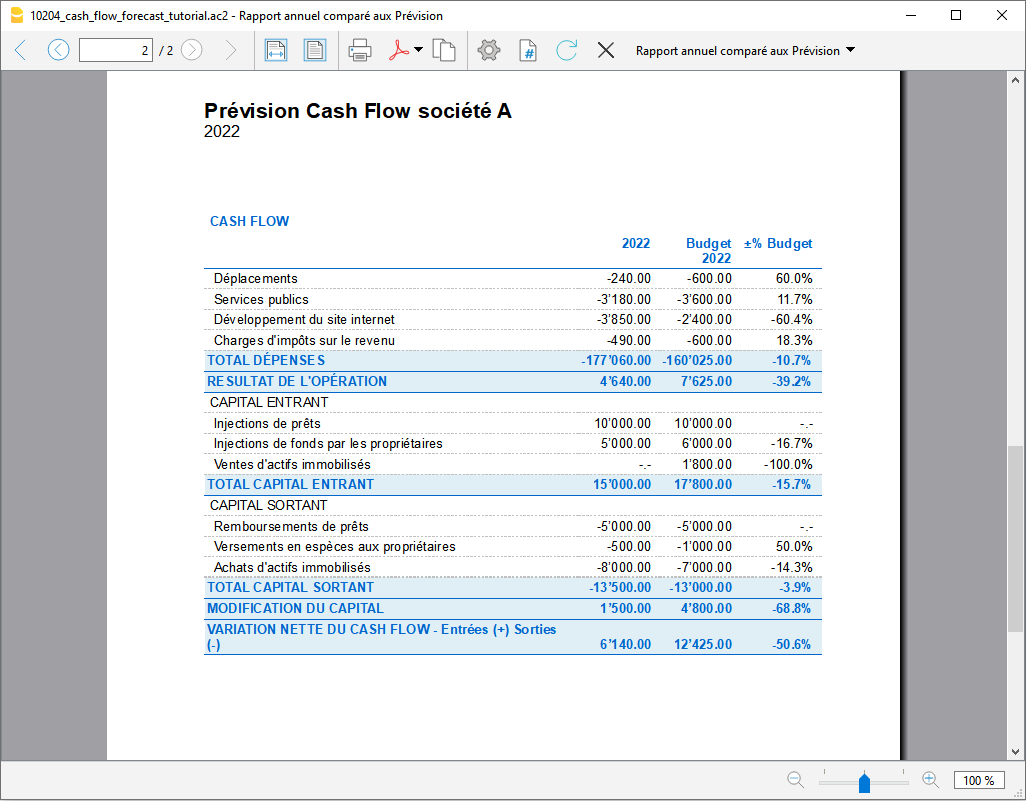 10204_cash_flow_forecast_tutorial.ac2 - Rapport annuel comparé aux Prévision
2 / 2 Rapport annuel comparé aux Prévision
Prévision Cash Flow société A
2022
CASH FLOW
2022 Budget 2022 ±% Budget
Déplacements -240.00 -600.00 60.0%
Services publics -3'180.00 -3'600.00 11.7%
Développement du site internet -3'850.00 -2'400.00 -60.4%
Charges d'impôts sur le revenu -490.00 -600.00 18.3%
TOTAL DÉPENSES -177'060.00 -160'025.00 -10.7%
RESULTAT DE L'OPÉRATION 4'640.00 7'625.00 -39.2%
CAPITAL ENTRANT
Injections de prêts 10'000.00 10'000.00 -.-
Injections de fonds par les propriétaires 5'000.00 6'000.00 -16.7%
Ventes d'actifs immobilisés -.- 1'800.00 -100.0%
TOTAL CAPITAL ENTRANT 15'000.00 17'800.00 -15.7%
CAPITAL SORTANT
Remboursements de prêts -5'000.00 -5'000.00 -.-
Versements en espèces aux propriétaires -500.00 -1'000.00 50.0%
Achats d'actifs immobilisés -8'000.00 -7'000.00 -14.3%
TOTAL CAPITAL SORTANT -13'500.00 -13'000.00 -3.9%
MODIFICATION DU CAPITAL 1'500.00 4'800.00 -68.8%
VARIATION NETTE DU CASH FLOW - Entrées (+) Sorties
(-) 6'140.00 12'425.00 -50.6%
100 %